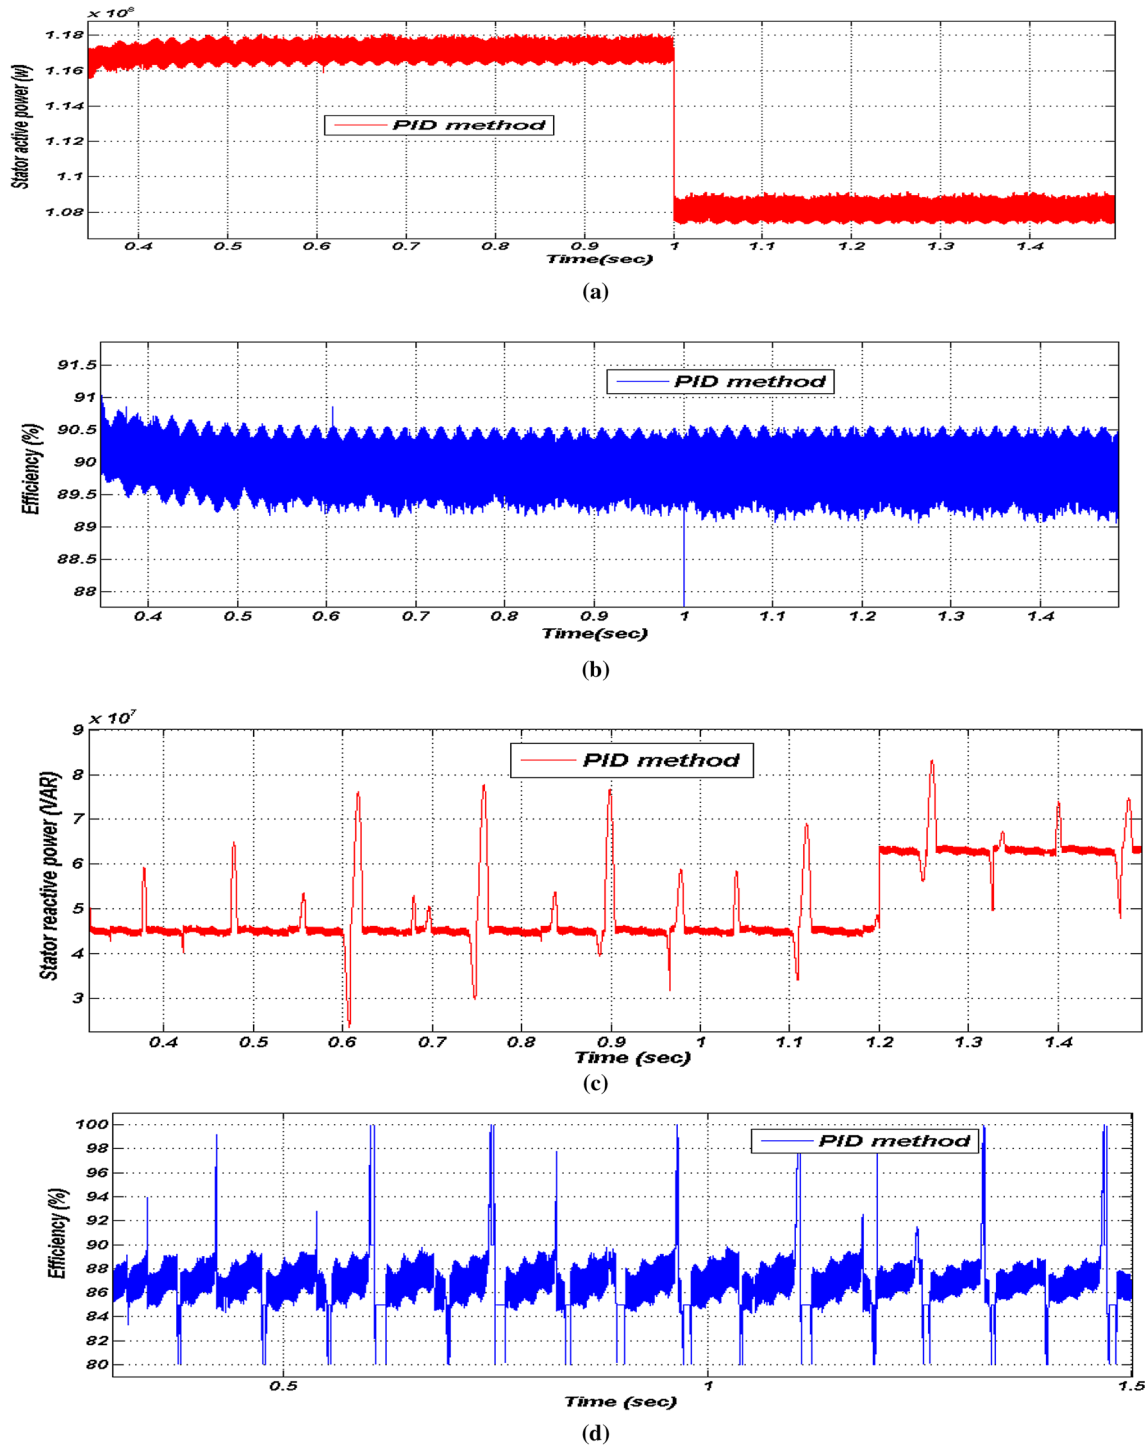 × 10⁸
1.18
1.16
1.14
1.12
1.1
1.08
Stator active power (w)
PID method
0.4 0.5 0.6 0.7 0.8 0.9 1 1.1 1.2 1.3 1.4
Time(sec)
(a)
91.5
91
90.5
90
89.5
89
88.5
88
Efficiency (%)
PID method
0.4 0.5 0.6 0.7 0.8 0.9 1 1.1 1.2 1.3 1.4
Time(sec)
(b)
× 10⁷
9
8
7
6
5
4
3
Stator reactive power (VAR)
PID method
0.4 0.5 0.6 0.7 0.8 0.9 1 1.1 1.2 1.3 1.4
Time (sec)
(c)
100
98
96
94
92
90
88
86
84
82
80
Efficiency (%)
PID method
0.5 1 1.5
Time (sec)
(d)